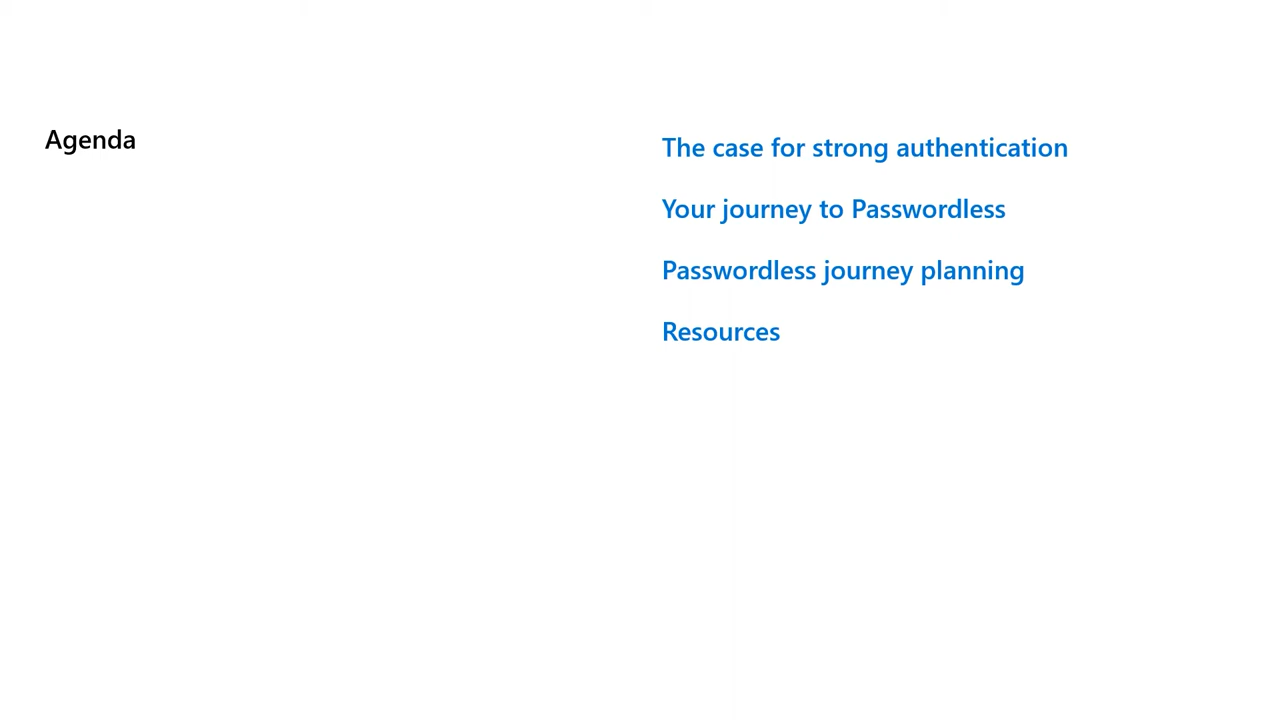 Agenda
The case for strong authentication
Your journey to Passwordless
Passwordless journey planning
Resources